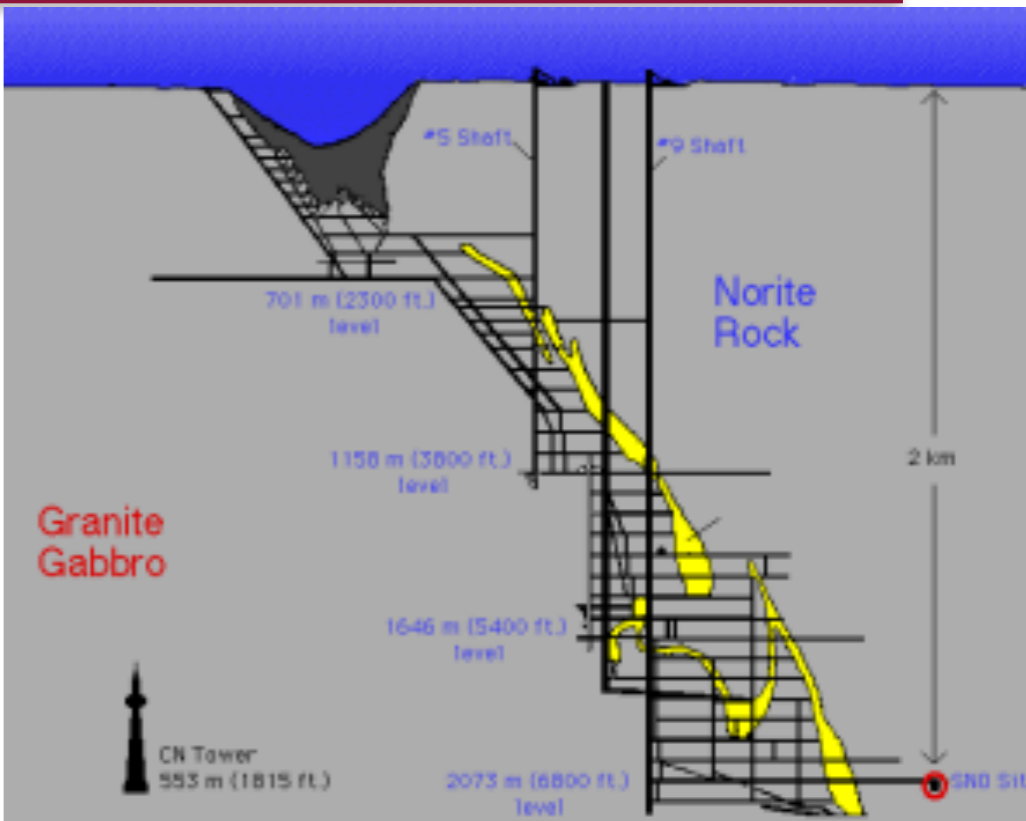 #5 Shaft
#9 Shaft
701 m (2300 ft.)
level
Norite
Rock
1158 m (3800 ft.)
level
2 km
Granite
Gabbro
1646 m (5400 ft.)
level
CN Tower
553 m (1815 ft.)
2073 m (6800 ft.)
level
SNO Sit